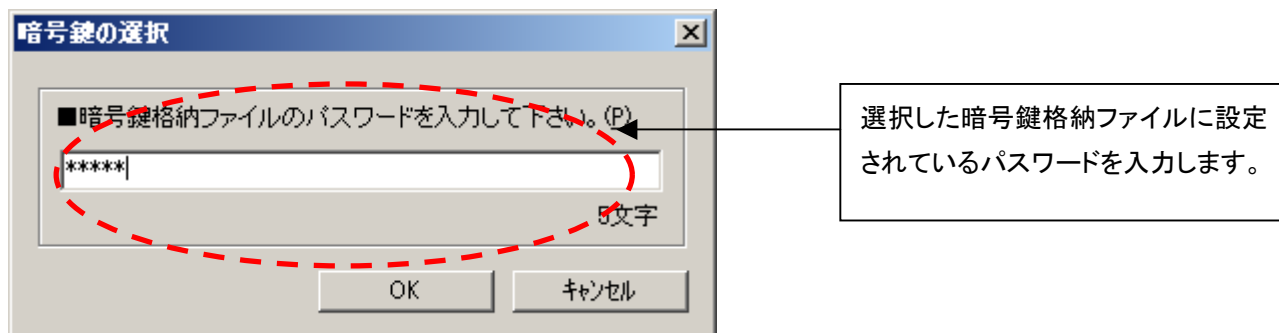 暗号鍵の選択
■暗号鍵格納ファイルのパスワードを入力して下さい。(P)
*****
5文字
OK
キャンセル
選択した暗号鍵格納ファイルに設定
されているパスワードを入力します。